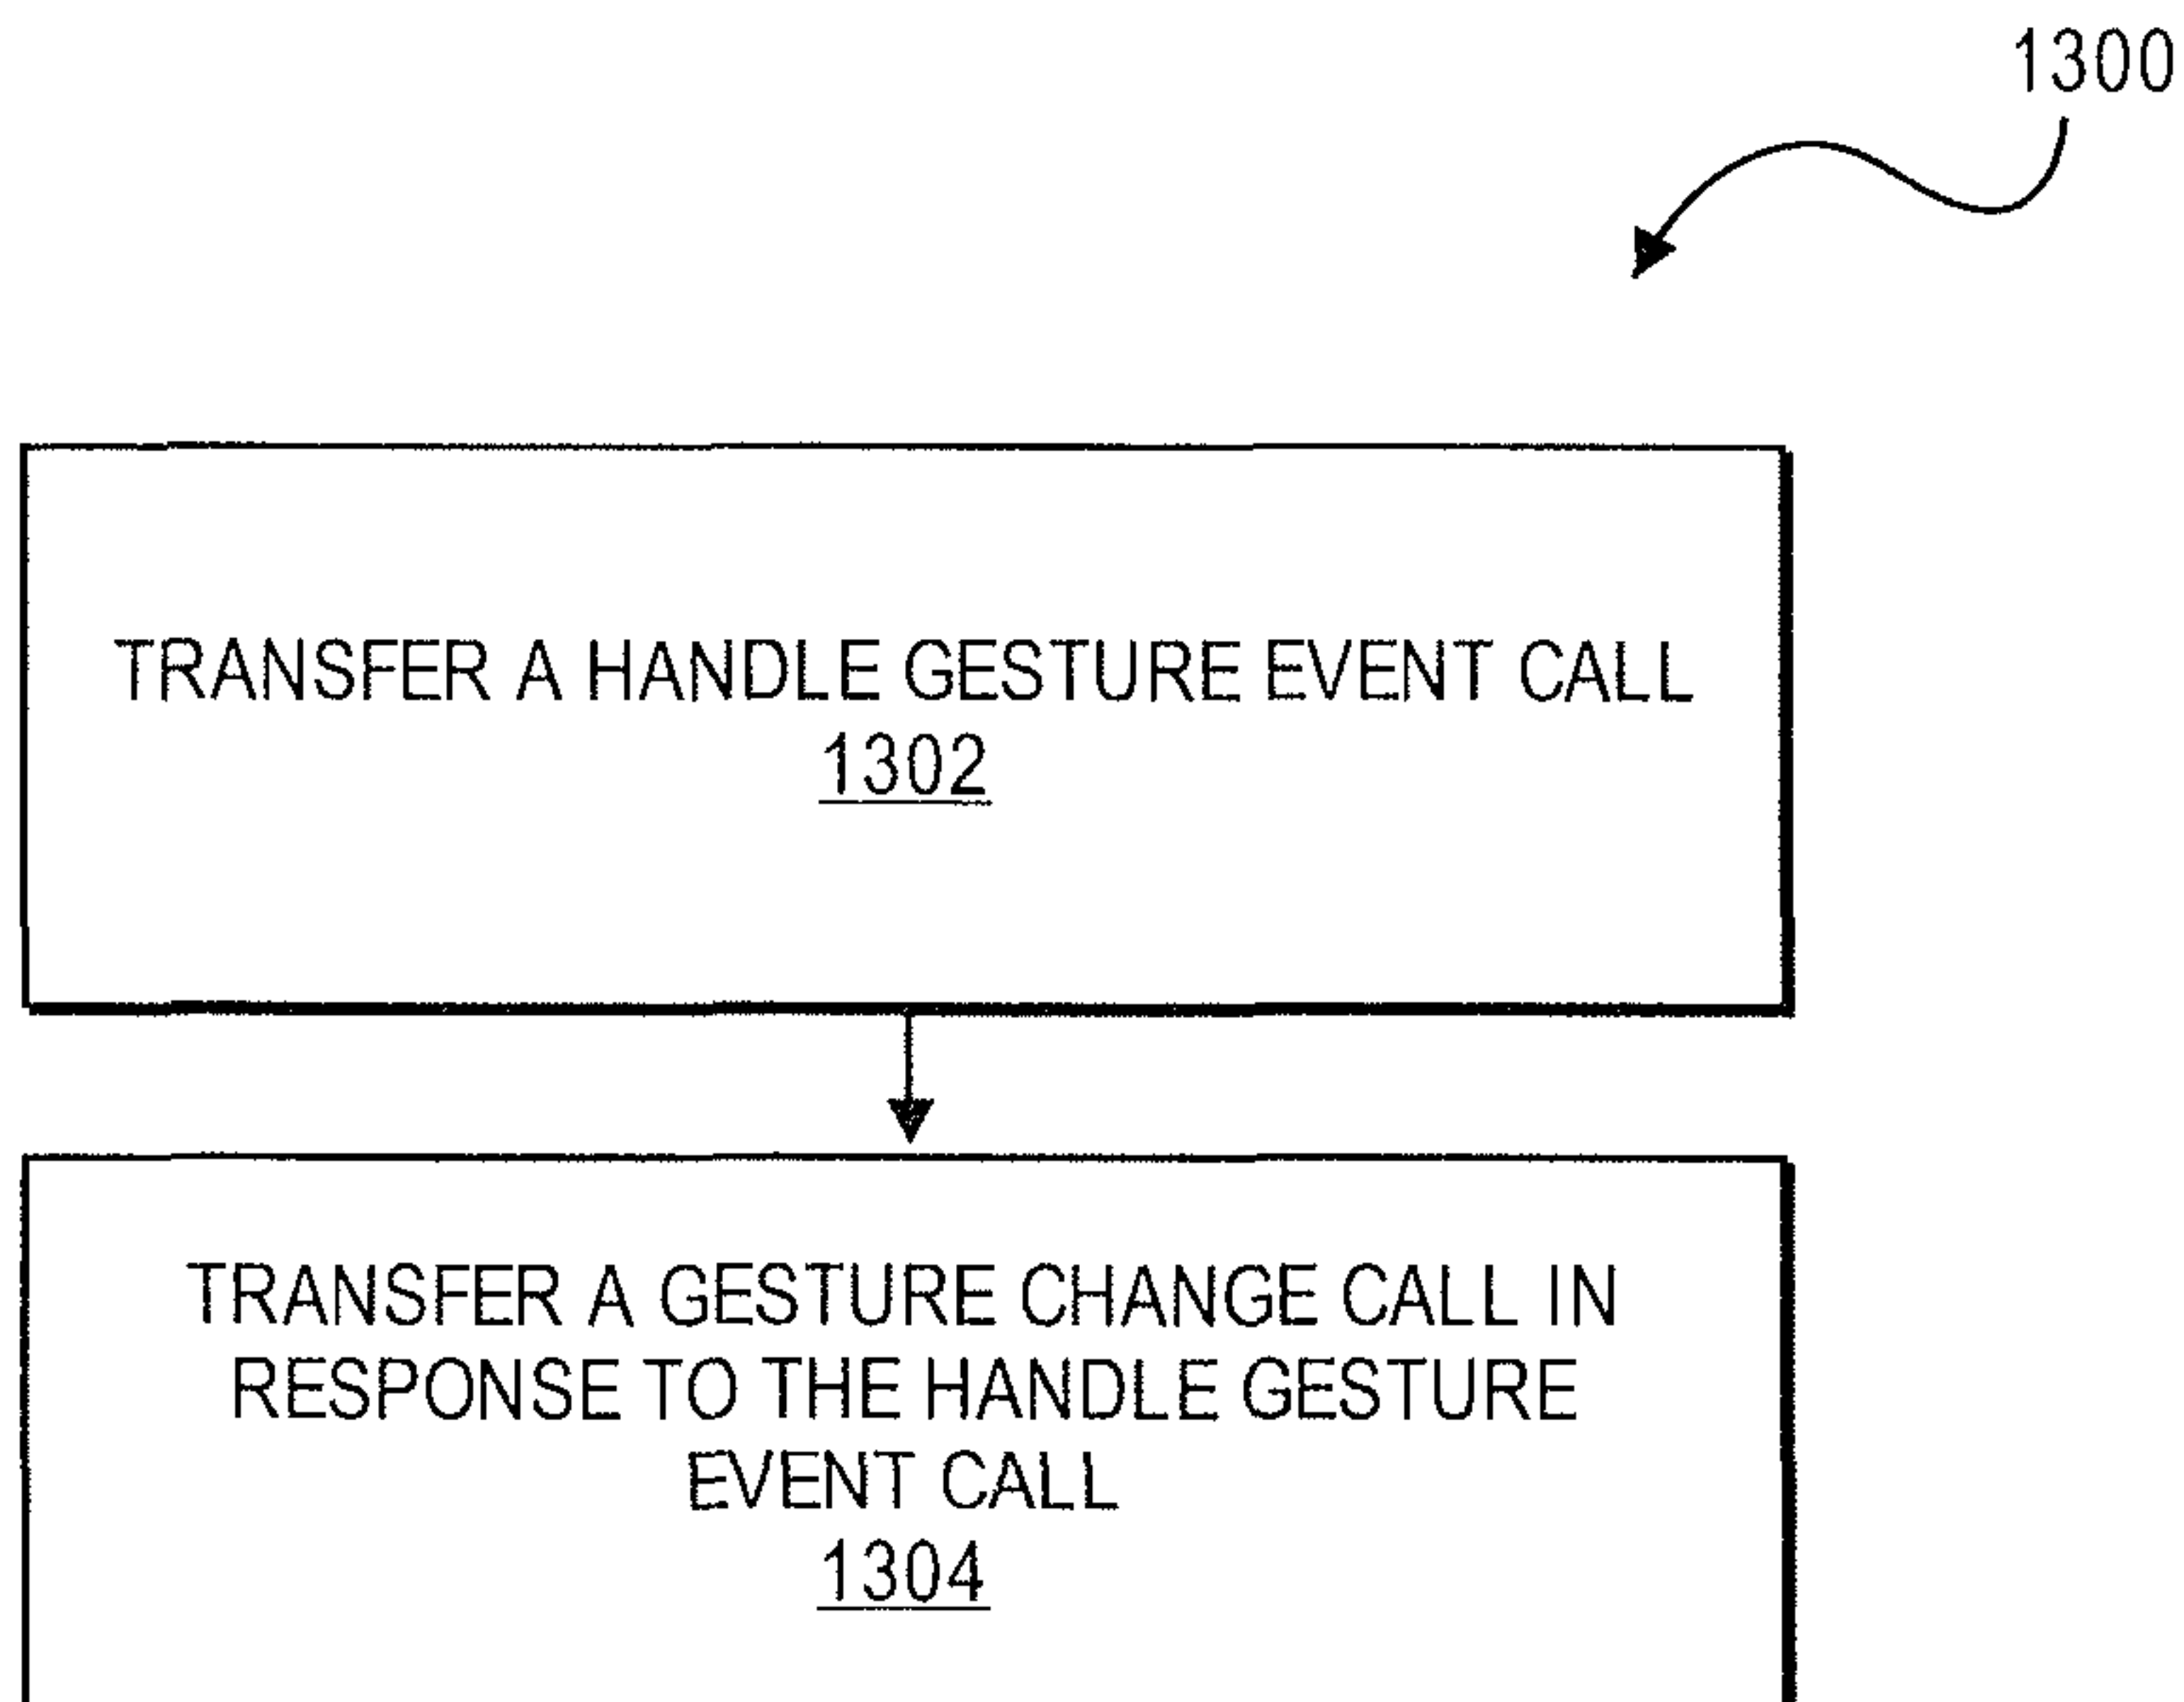 1300
TRANSFER A HANDLE GESTURE EVENT CALL
1302
TRANSFER A GESTURE CHANGE CALL IN
RESPONSE TO THE HANDLE GESTURE
EVENT CALL
1304